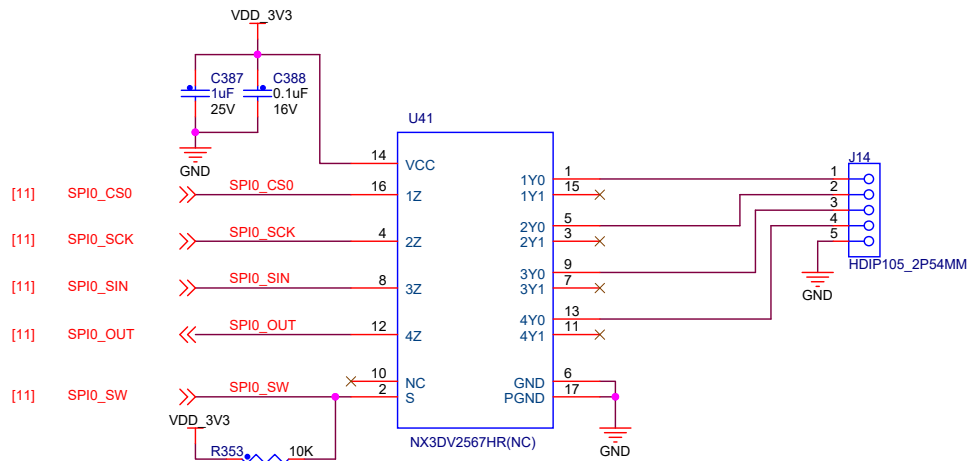 VDD_3V3
C387
1uF
25V
C388
0.1uF
16V
GND
U41
14 VCC
[11] SPI0_CS0 SPI0_CS0 16 1Z
[11] SPI0_SCK SPI0_SCK 4 2Z
[11] SPI0_SIN SPI0_SIN 8 3Z
[11] SPI0_OUT SPI0_OUT 12 4Z
10 NC
[11] SPI0_SW SPI0_SW 2 S
1Y0 1
1Y1 15
2Y0 5
2Y1 3
3Y0 9
3Y1 7
4Y0 13
4Y1 11
GND 6
PGND 17
NX3DV2567HR(NC)
GND
J14
1
2
3
4
5
HDIP105_2P54MM
GND
VDD_3V3
R353 10K